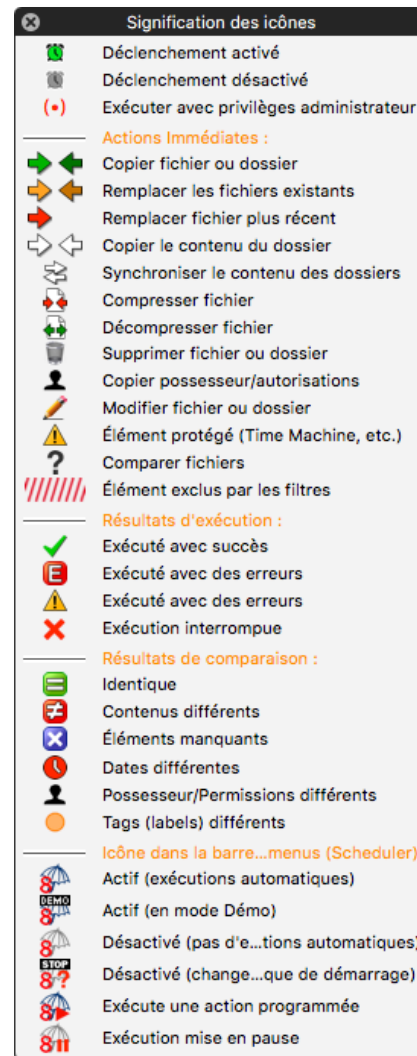 Signification des icônes
Déclenchement activé
Déclenchement désactivé
Exécuter avec privilèges administrateur
Actions Immédiates :
Copier fichier ou dossier
Remplacer les fichiers existants
Remplacer fichier plus récent
Copier le contenu du dossier
Synchroniser le contenu des dossiers
Compresser fichier
Décompresser fichier
Supprimer fichier ou dossier
Copier possesseur/autorisations
Modifier fichier ou dossier
Élément protégé (Time Machine, etc.)
? Comparer fichiers
Élément exclus par les filtres
Résultats d'exécution :
Exécuté avec succès
E Exécuté avec des erreurs
Exécuté avec des erreurs
Exécution interrompue
Résultats de comparaison :
Identique
Contenus différents
Éléments manquants
Dates différentes
Possesseur/Permissions différents
Tags (labels) différents
Icône dans la barre...menus (Scheduler)
8 Actif (exécutions automatiques)
DEMO 8 Actif (en mode Démo)
8 Désactivé (pas d'e...tions automatiques)
STOP 8? Désactivé (change...que de démarrage)
8 Exécute une action programmée
8 Exécution mise en pause